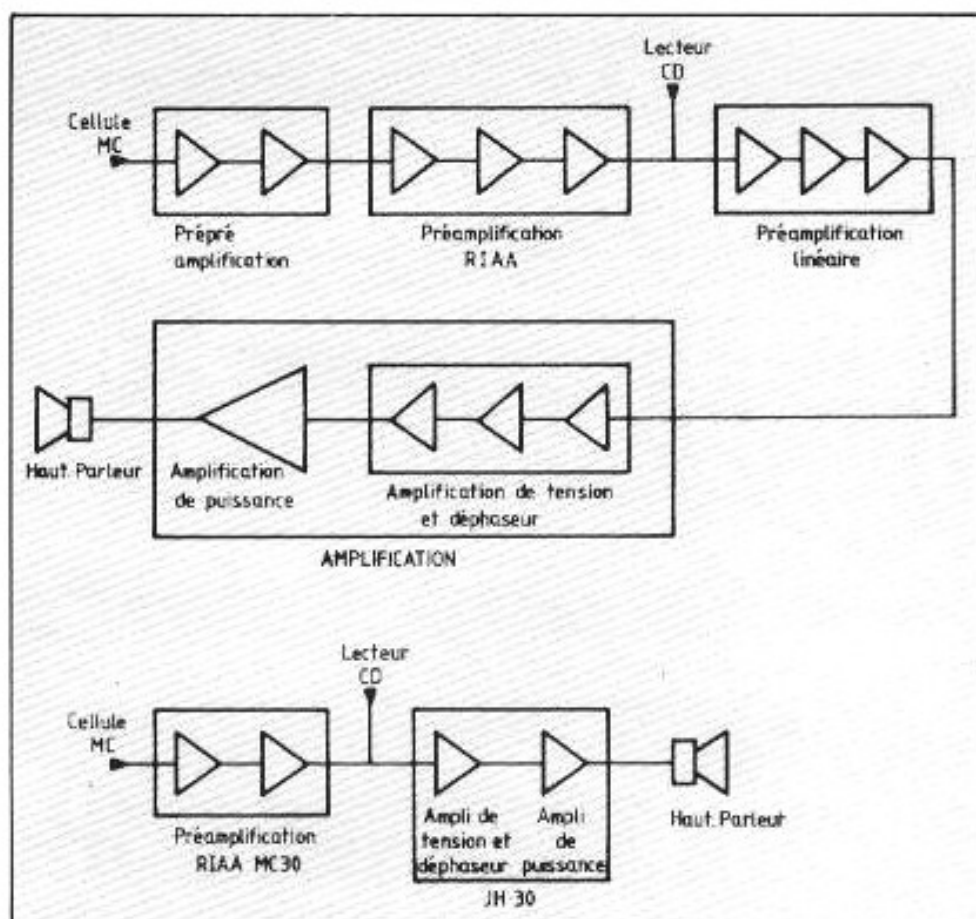 Lecteur
CD
Cellule
MC
Prépré
amplification
Préamplification
RIAA
Préamplification
linéaire
Haut Parleur
Amplification
de puissance
Amplification de tension
et déphaseur
AMPLIFICATION
Lecteur
CD
Cellule
MC
Préamplification
RIAA MC30
Ampli de
tension et
déphaseur
Ampli
de
puissance
Haut Parleur
JH 30